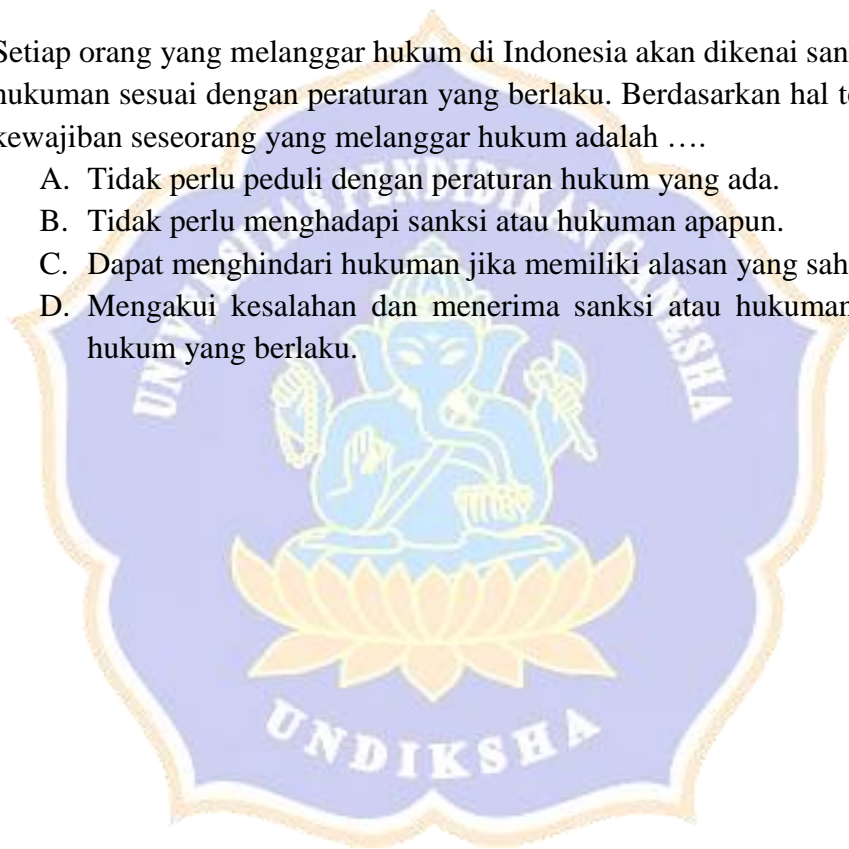 Setiap orang yang melanggar hukum di Indonesia akan dikenai
hukuman sesuai dengan peraturan yang berlaku. Berdasarkan hal
kewajiban seseorang yang melanggar hukum adalah ….
A. Tidak perlu peduli dengan peraturan hukum yang ada.
B. Tidak perlu menghadapi sanksi atau hukuman apapun.
C. Dapat menghindari hukuman jika memiliki alasan yang sah
D. Mengakui kesalahan dan menerima sanksi atau hukuman
hukum yang berlaku.
UNIVERSITAS PENDIDIKAN GANESHA
UNDIKSHA